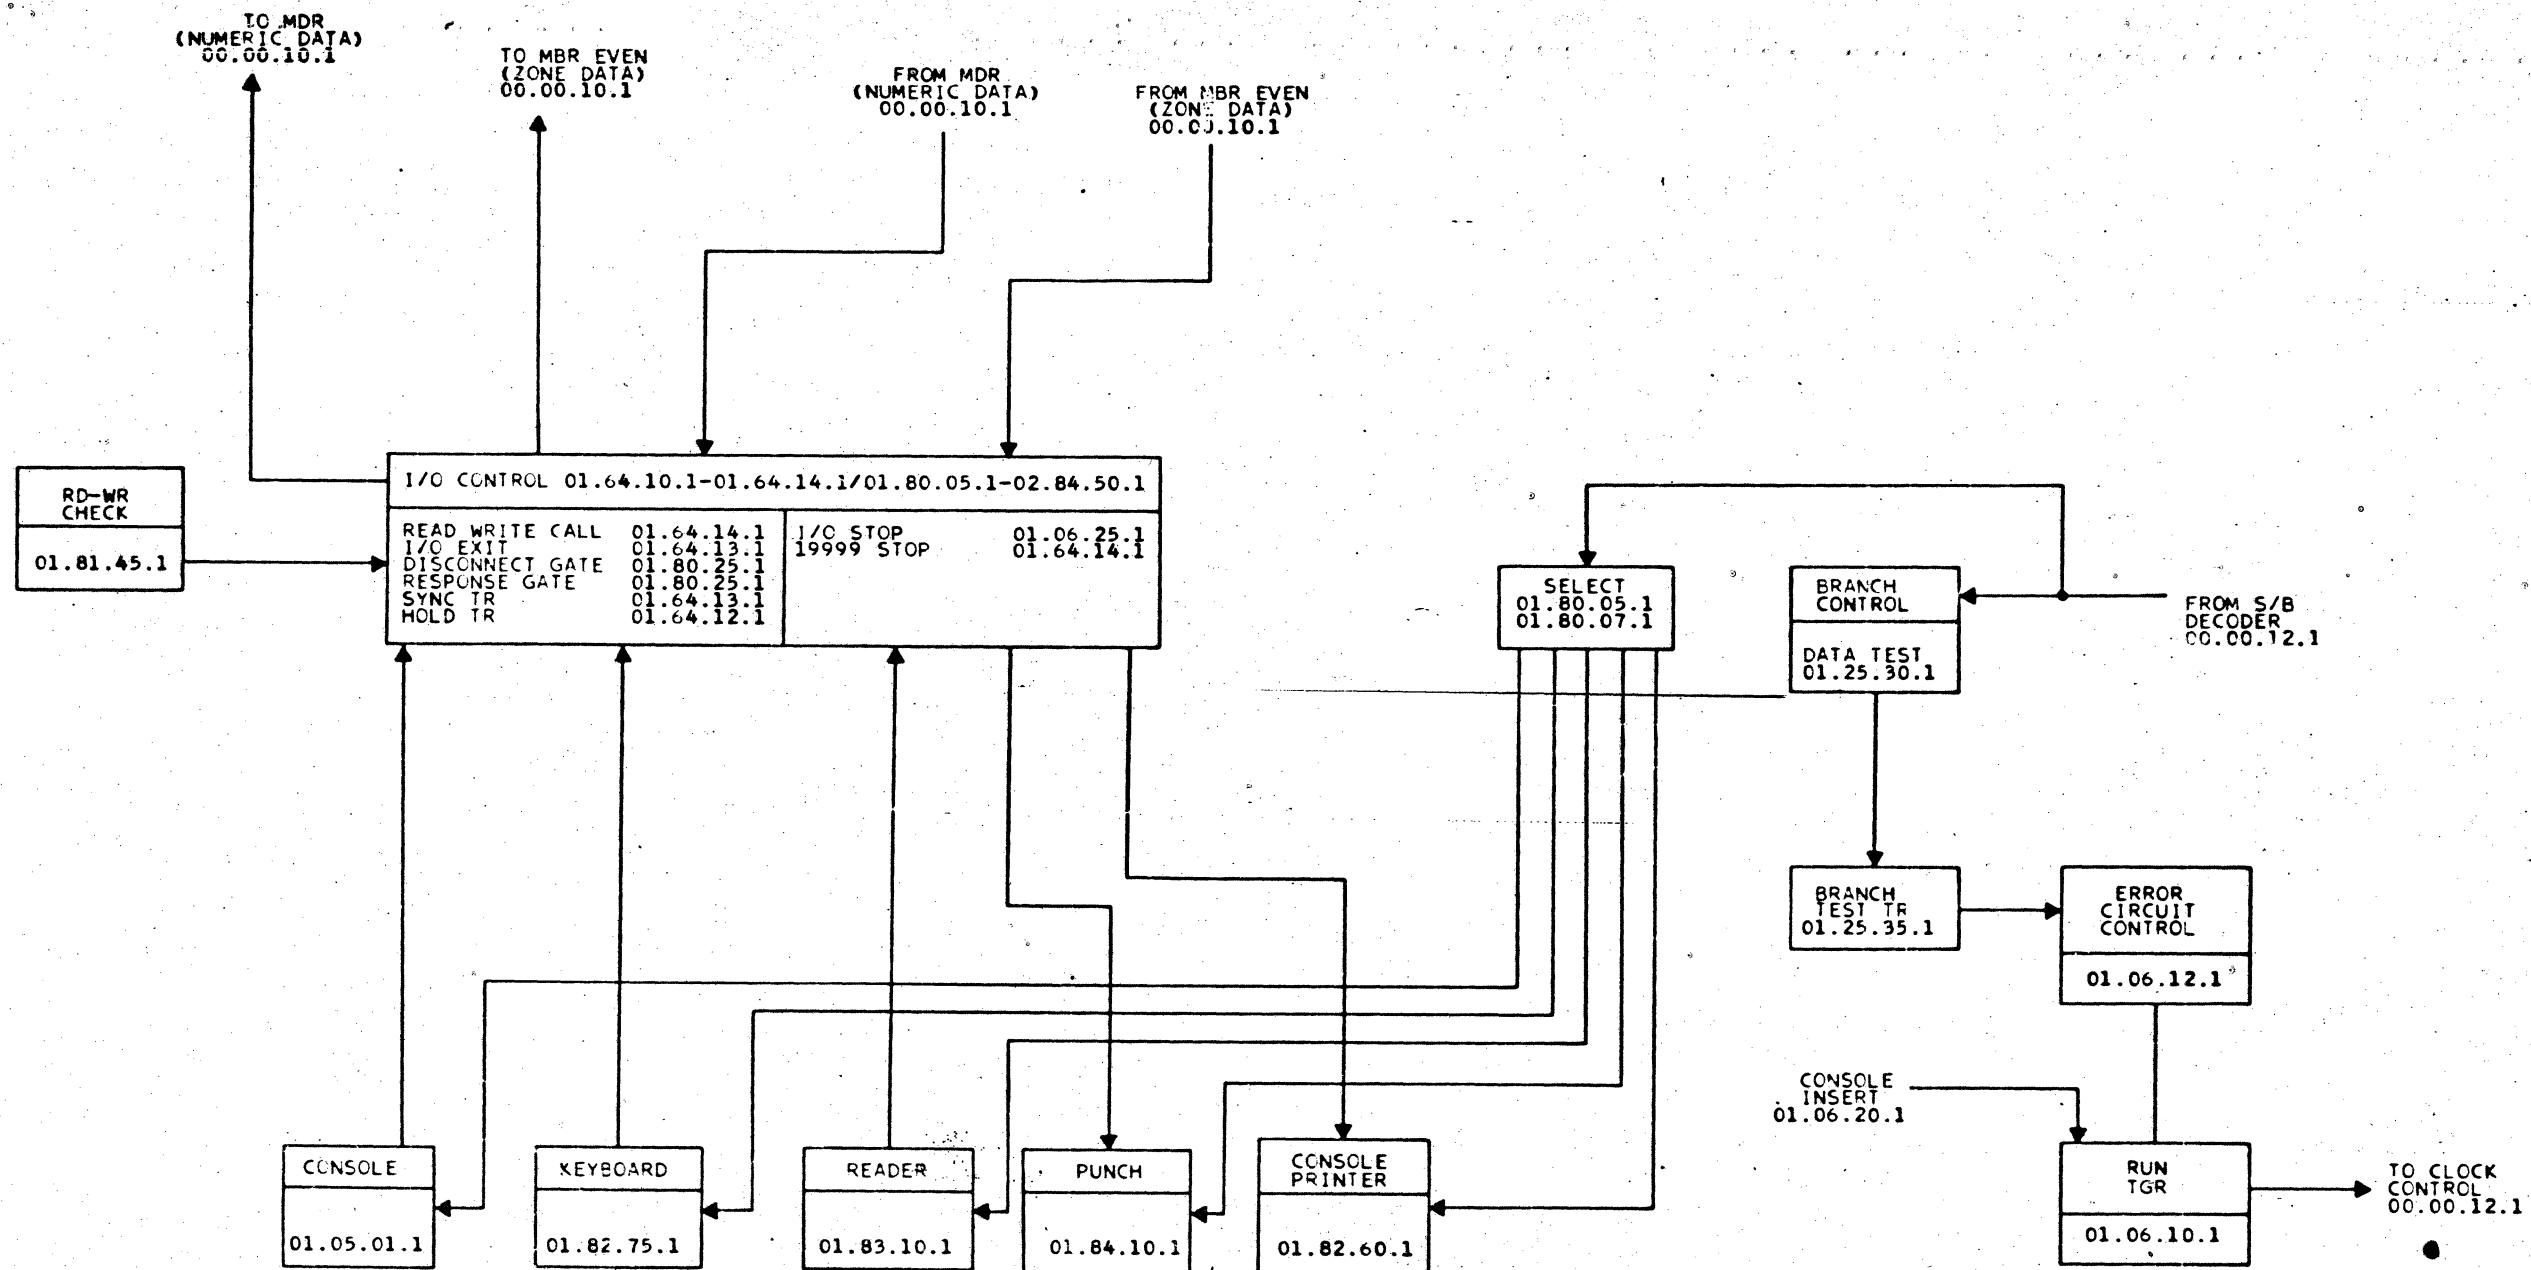 TO MDR
(NUMERIC DATA)
00.00.10.1
TO MBR EVEN
(ZONE DATA)
00.00.10.1
FROM MDR
(NUMERIC DATA)
00.00.10.1
FROM MBR EVEN
(ZONE DATA)
00.00.10.1
RD-WR
CHECK
01.81.45.1
I/O CONTROL 01.64.10.1-01.64.14.1/01.80.05.1-02.84.50.1
READ WRITE CALL 01.64.14.1
I/O EXIT 01.64.13.1
DISCONNECT GATE 01.80.25.1
RESPONSE GATE 01.80.25.1
SYNC TR 01.64.13.1
HOLD TR 01.64.12.1
I/O STOP 01.06.25.1
19999 STOP 01.64.14.1
SELECT
01.80.05.1
01.80.07.1
BRANCH
CONTROL
DATA TEST
01.25.30.1
FROM S/B
DECODER
00.00.12.1
BRANCH
TEST TR
01.25.35.1
ERROR
CIRCUIT
CONTROL
01.06.12.1
CONSOLE
INSERT
01.06.20.1
CONSOLE
01.05.01.1
KEYBOARD
01.82.75.1
READER
01.83.10.1
PUNCH
01.84.10.1
CONSOLE
PRINTER
01.82.60.1
RUN
TGR
01.06.10.1
TO CLOCK
CONTROL
00.00.12.1